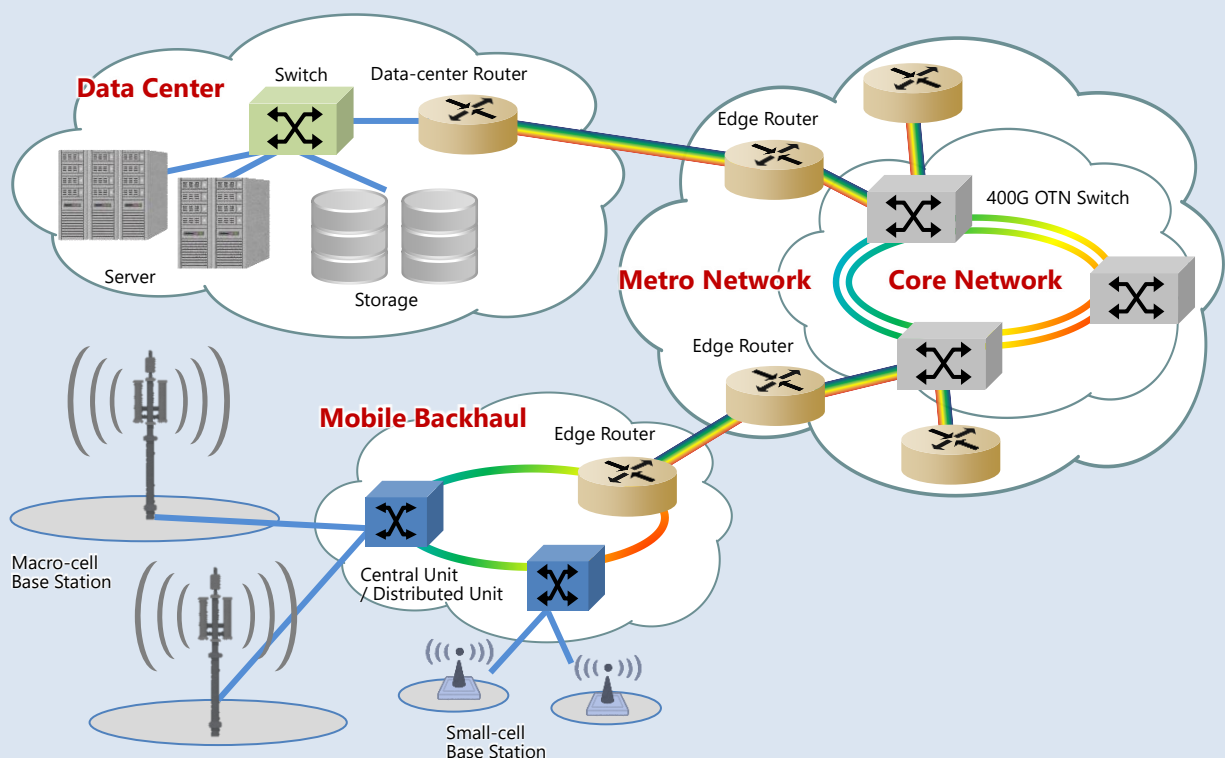 Switch
Data-center Router
Data Center
Edge Router
400G OTN Switch
Server
Storage
Metro Network
Core Network
Edge Router
Mobile Backhaul
Edge Router
Macro-cell
Base Station
Central Unit
/ Distributed Unit
Small-cell
Base Station